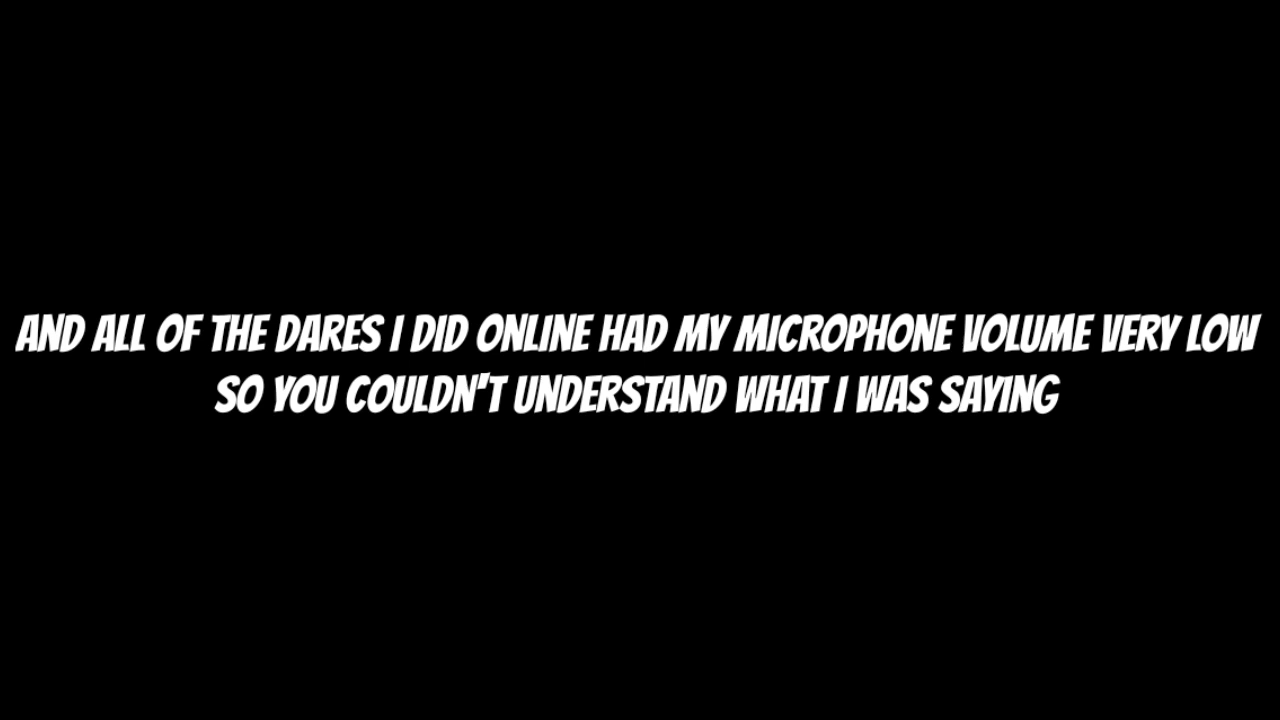 AND ALL OF THE DARES I DID ONLINE HAD MY MICROPHONE VOLUME VERY LOW
SO YOU COULDN'T UNDERSTAND WHAT I WAS SAYING